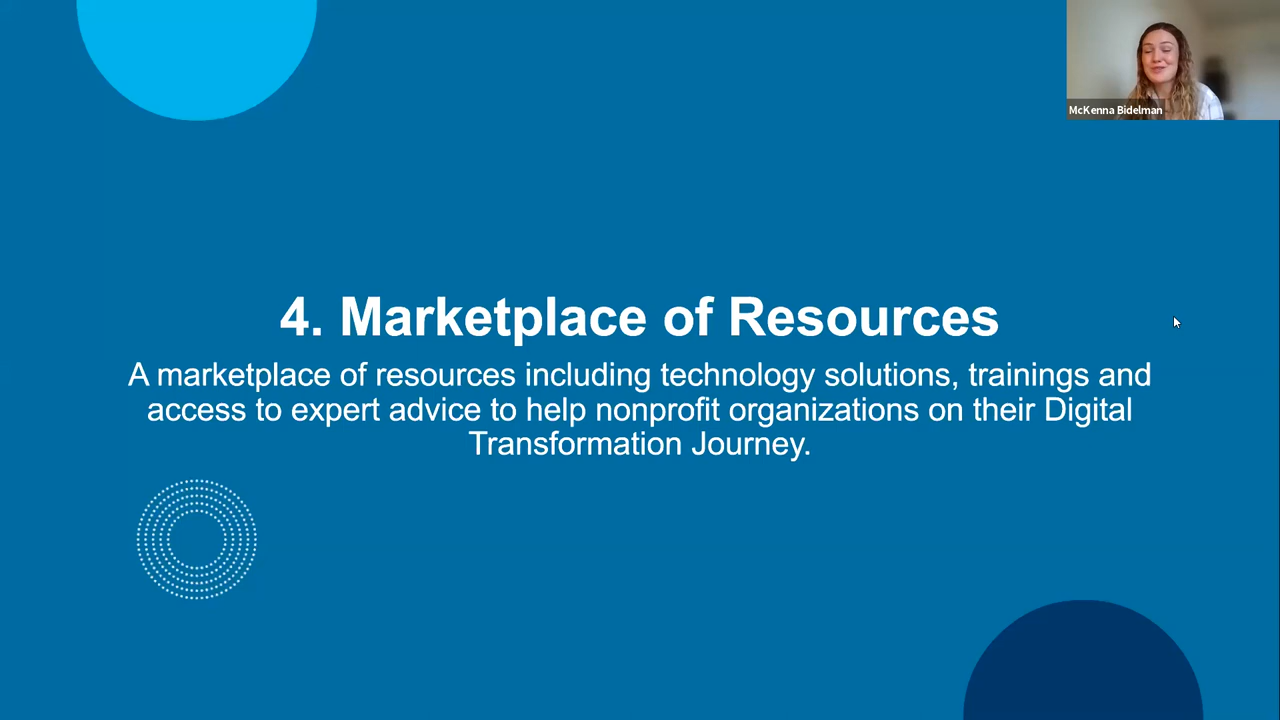 McKenna Bidelman
4. Marketplace of Resources
A marketplace of resources including technology solutions, trainings and
access to expert advice to help nonprofit organizations on their Digital
Transformation Journey.